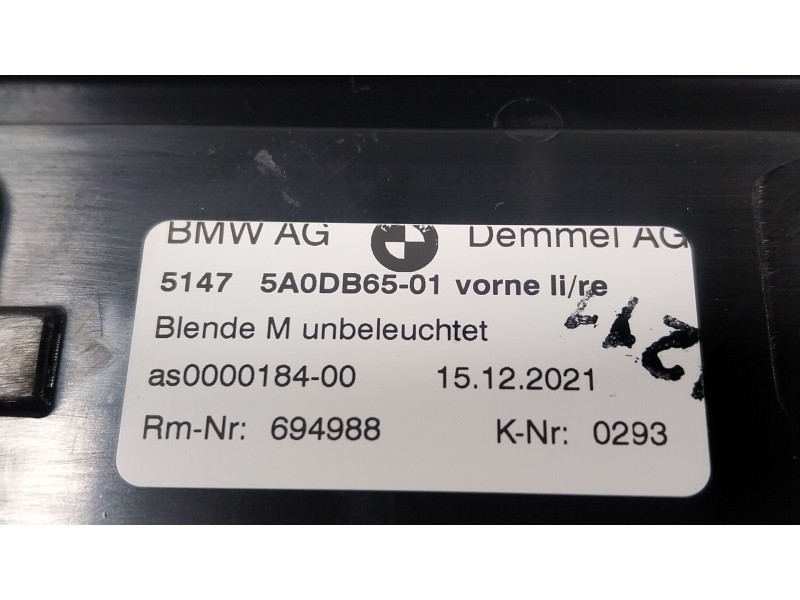 BMW AG Demmel AG
5147 5A0DB65-01 vorne li/re
Blende M unbeleuchtet
as0000184-00 15.12.2021
Rm-Nr: 694988 K-Nr: 0293